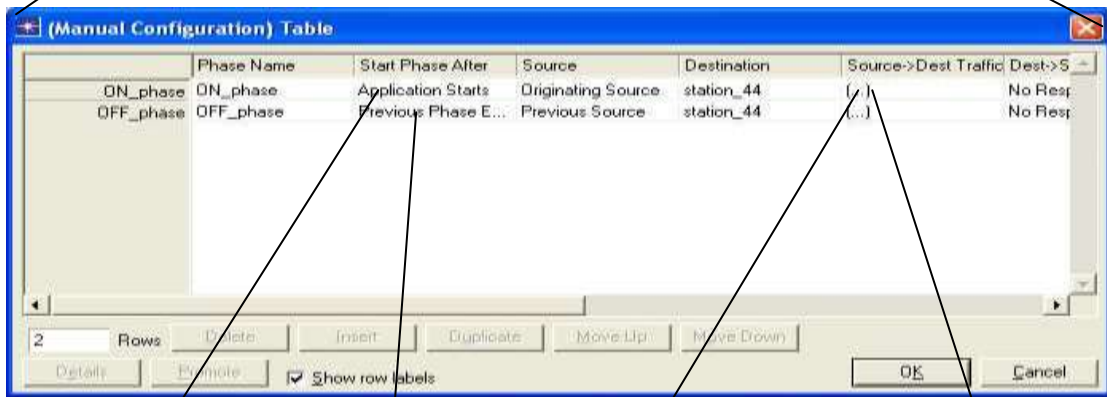 (Manual Configuration) Table
Phase Name Start Phase After Source Destination Source->Dest Traffic Dest->S
ON_phase ON_phase Application Starts Originating Source station_44 (...) No Resp
OFF_phase OFF_phase Previous Phase E... Previous Source station_44 (...) No Resp
2 Rows Delete Insert Duplicate Move Up Move Down
Details Promote Show row labels OK Cancel